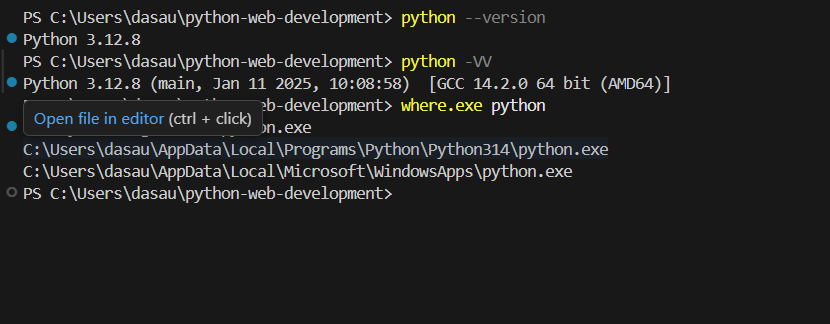 PS C:\Users\dasau\python-web-development> python --version
Python 3.12.8
PS C:\Users\dasau\python-web-development> python -VV
Python 3.12.8 (main, Jan 11 2025, 10:08:58)  [GCC 14.2.0 64 bit (AMD64)]
\python-web-development> where.exe python
Open file in editor (ctrl + click)
python.exe
C:\Users\dasau\AppData\Local\Programs\Python\Python314\python.exe
C:\Users\dasau\AppData\Local\Microsoft\WindowsApps\python.exe
PS C:\Users\dasau\python-web-development>